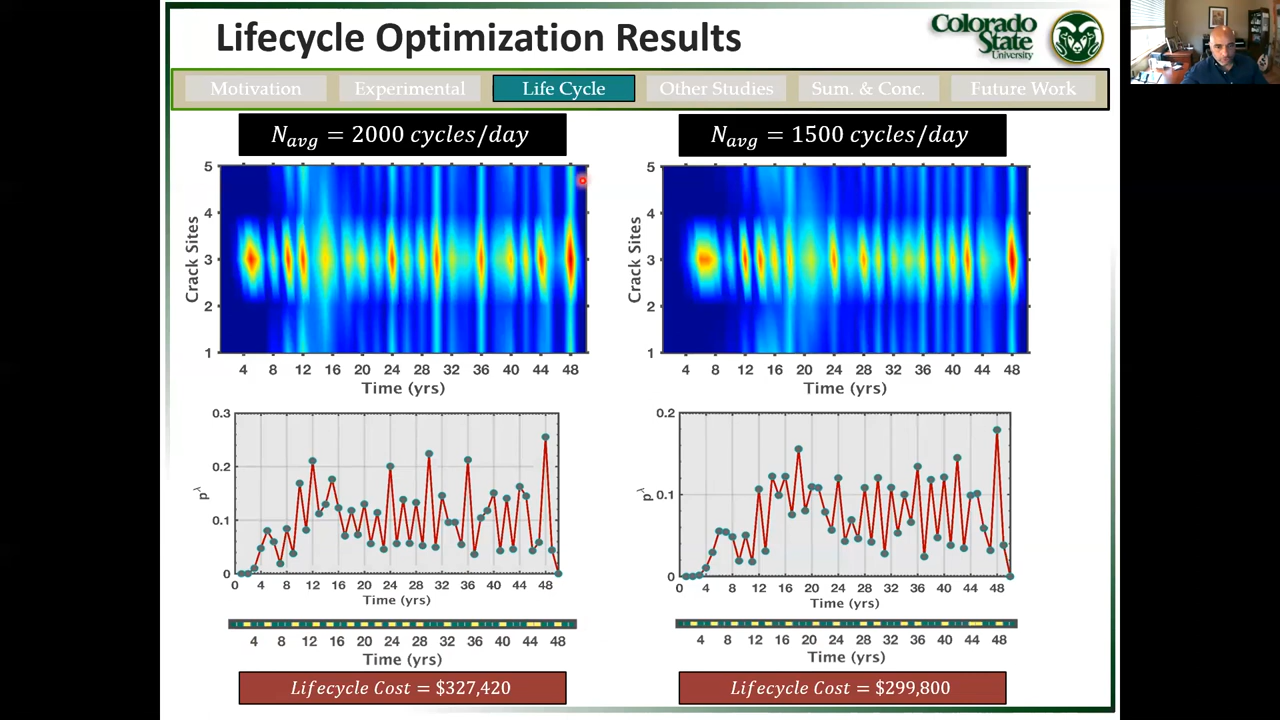 Lifecycle Optimization Results
Colorado
State
University
Motivation
Experimental
Life Cycle
Other Studies
Sum. & Conc.
Future Work
N_avg = 2000 cycles/day
N_avg = 1500 cycles/day
5
4
3
2
1
Crack Sites
4 8 12 16 20 24 28 32 36 40 44 48
Time (yrs)
5
4
3
2
1
Crack Sites
4 8 12 16 20 24 28 32 36 40 44 48
Time (yrs)
0.3
0.2
0.1
0
p^λ
0 4 8 12 16 20 24 28 32 36 40 44 48
Time (yrs)
0.2
0.1
0
p^λ
0 4 8 12 16 20 24 28 32 36 40 44 48
Time (yrs)
4 8 12 16 20 24 28 32 36 40 44 48
Time (yrs)
4 8 12 16 20 24 28 32 36 40 44 48
Time (yrs)
Lifecycle Cost = $327,420
Lifecycle Cost = $299,800